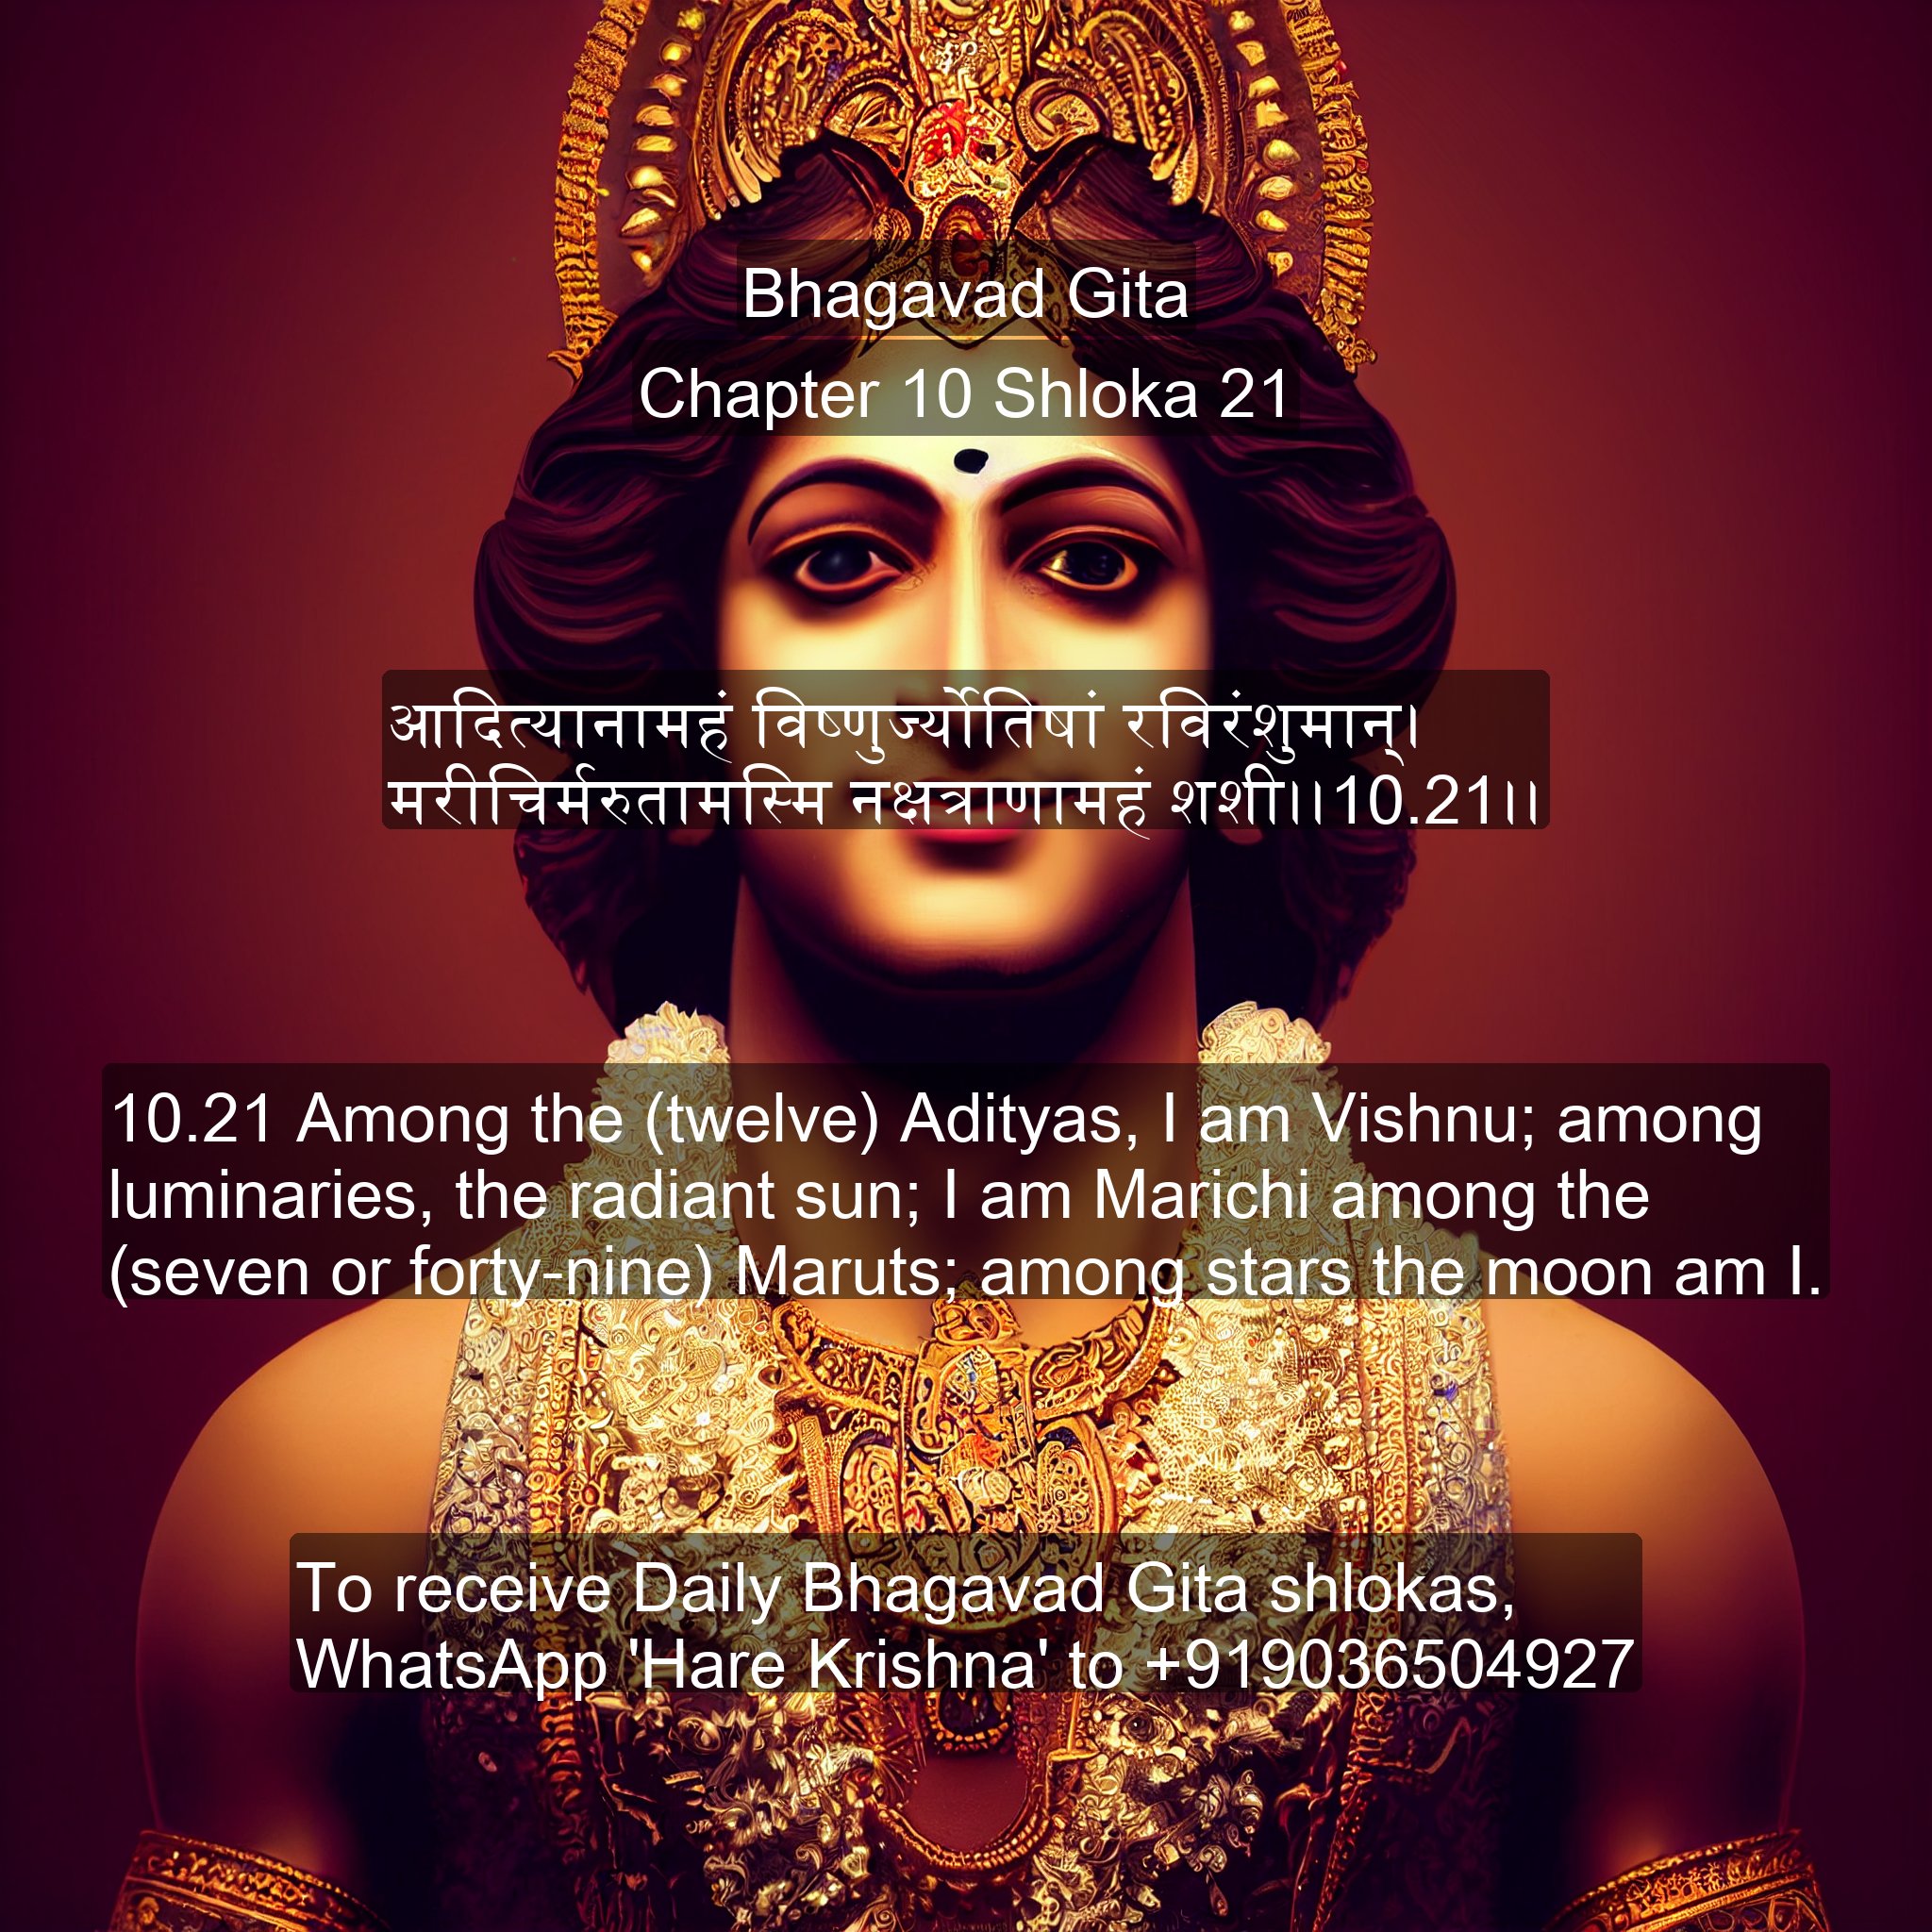 Bhagavad Gita
Chapter 10 Shloka 21
आदित्यानामहं विष्णुर्ज्योतिषां रविरंशुमान्।
मरीचिर्मरुतामस्मि नक्षत्राणामहं शशी।।10.21।।
10.21 Among the (twelve) Adityas, I am Vishnu; among
luminaries, the radiant sun; I am Marichi among the
(seven or forty-nine) Maruts; among stars the moon am I.
To receive Daily Bhagavad Gita shlokas,
WhatsApp 'Hare Krishna' to +919036504927